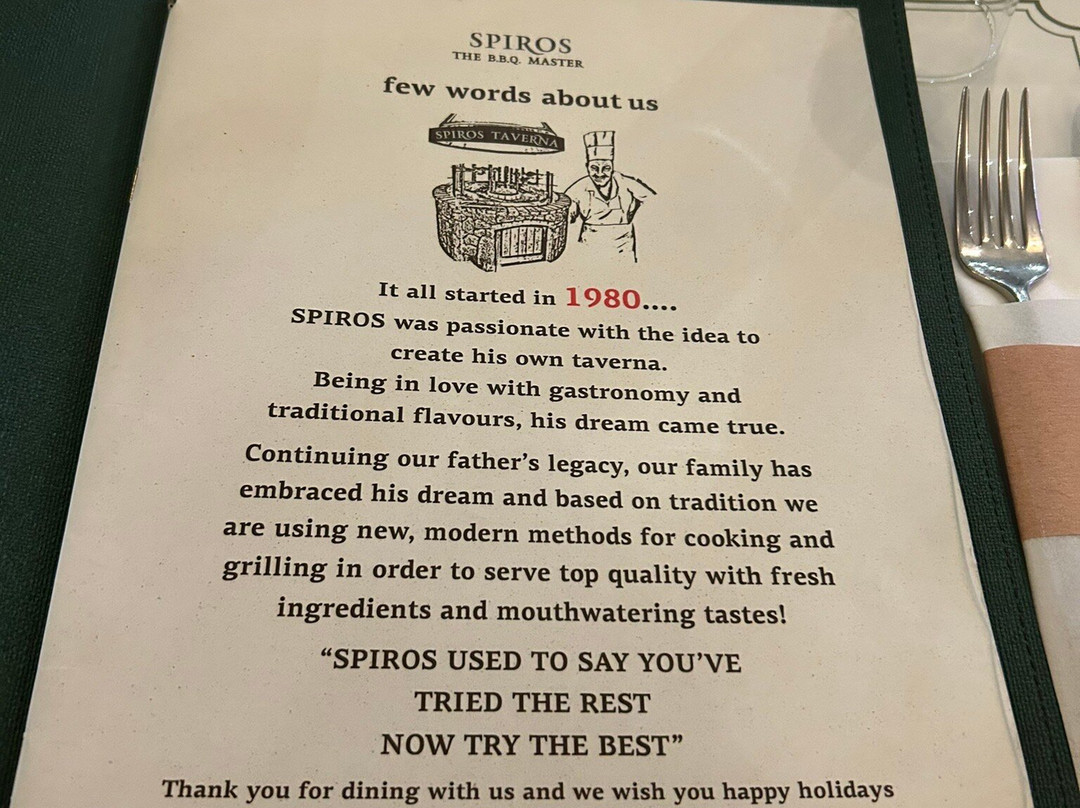 SPIROS
THE B.B.Q. MASTER
few words about us
SPIROS TAVERNA
It all started in 1980....
SPIROS was passionate with the idea to
create his own taverna.
Being in love with gastronomy and
traditional flavours, his dream came true.
Continuing our father's legacy, our family has
embraced his dream and based on tradition we
are using new, modern methods for cooking and
grilling in order to serve top quality with fresh
ingredients and mouthwatering tastes!
“SPIROS USED TO SAY YOU'VE
TRIED THE REST
NOW TRY THE BEST”
Thank you for dining with us and we wish you happy holidays